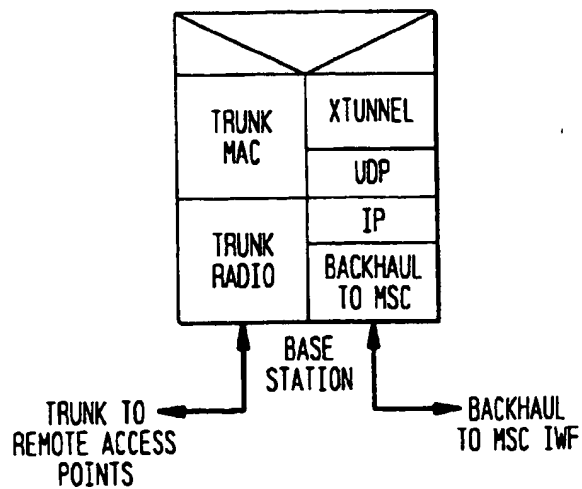 TRUNK
MAC
XTUNNEL
UDP
TRUNK
RADIO
IP
BACKHAUL
TO MSC
BASE
STATION
TRUNK TO
REMOTE ACCESS
POINTS
BACKHAUL
TO MSC IWF